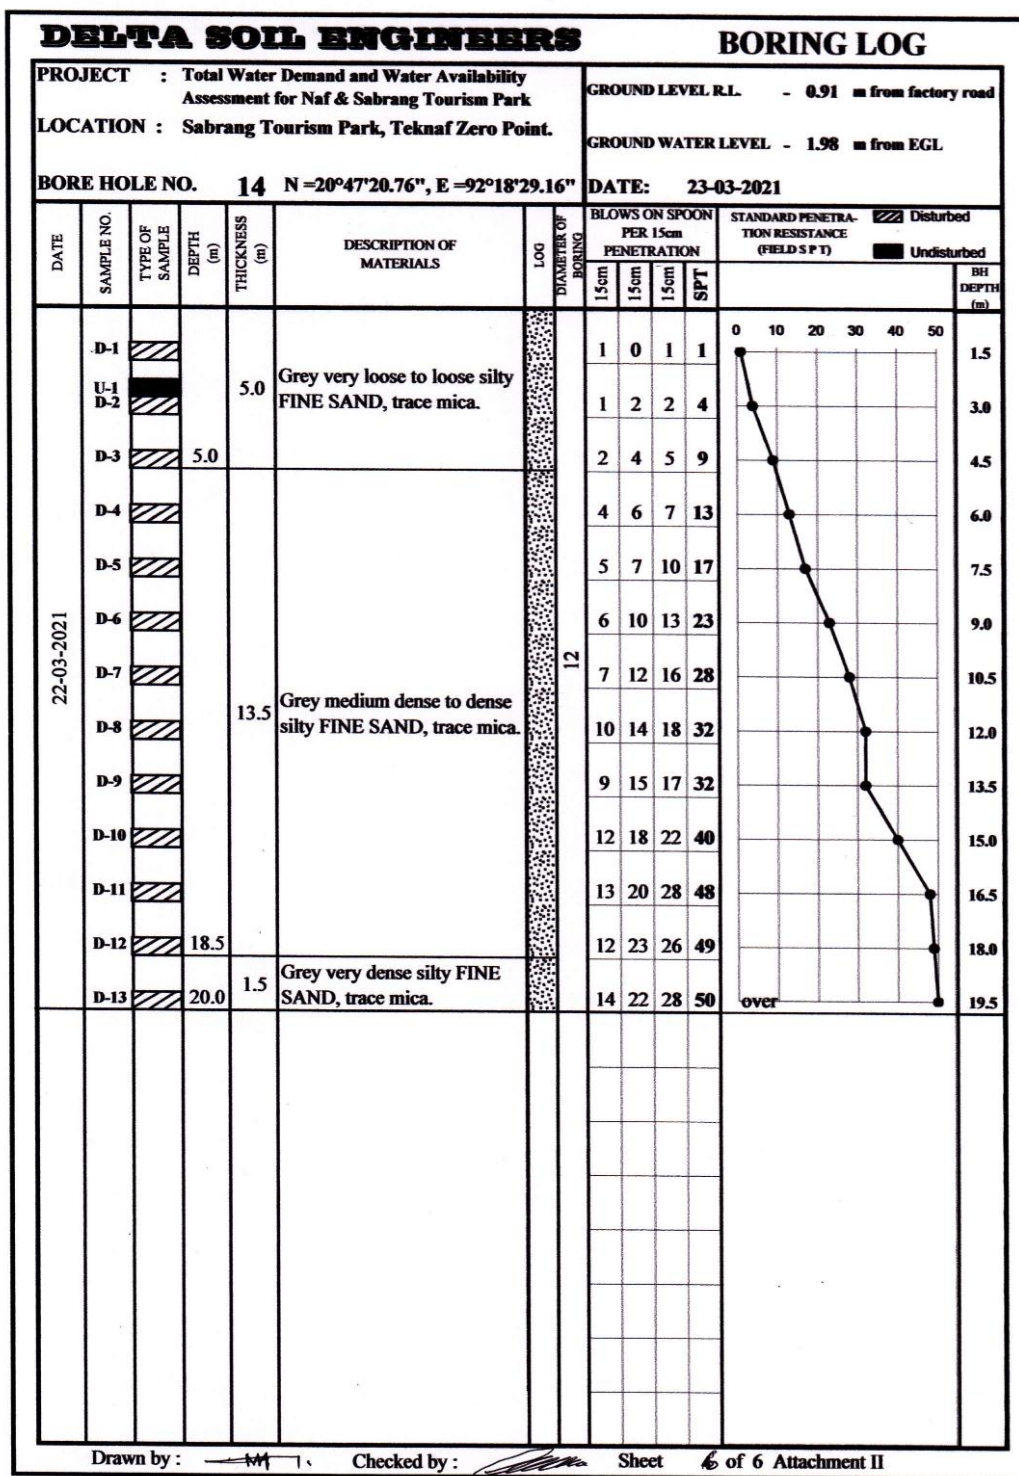 DELTA SOIL ENGINEERS BORING LOG
PROJECT : Total Water Demand and Water Availability
Assessment for Naf & Sabrang Tourism Park
LOCATION : Sabrang Tourism Park, Teknaf Zero Point.
BORE HOLE NO. 14 N =20°47'20.76", E =92°18'29.16"
GROUND LEVEL R.L. - 0.91 m from factory road
GROUND WATER LEVEL - 1.98 m from EGL
DATE: 23-03-2021
DATE
SAMPLE NO.
TYPE OF SAMPLE
DEPTH (m)
THICKNESS (m)
DESCRIPTION OF MATERIALS
LOG
DIAMETER OF BORING
BLOWS ON SPOON
PER 15cm
PENETRATION
15cm 15cm 15cm SPT
STANDARD PENETRA-
TION RESISTANCE
(FIELD S P T)
Disturbed
Undisturbed
BH
DEPTH
(m)
0 10 20 30 40 50
22-03-2021
12
D-1 1 0 1 1 1.5
U-1
5.0 Grey very loose to loose silty
FINE SAND, trace mica.
D-2 1 2 2 4 3.0
D-3 5.0 2 4 5 9 4.5
D-4 4 6 7 13 6.0
D-5 5 7 10 17 7.5
D-6 6 10 13 23 9.0
D-7 7 12 16 28 10.5
13.5 Grey medium dense to dense
silty FINE SAND, trace mica.
D-8 10 14 18 32 12.0
D-9 9 15 17 32 13.5
D-10 12 18 22 40 15.0
D-11 13 20 28 48 16.5
D-12 18.5 12 23 26 49 18.0
1.5 Grey very dense silty FINE
SAND, trace mica.
D-13 20.0 14 22 28 50 over 19.5
Drawn by : Checked by : Sheet 6 of 6 Attachment II